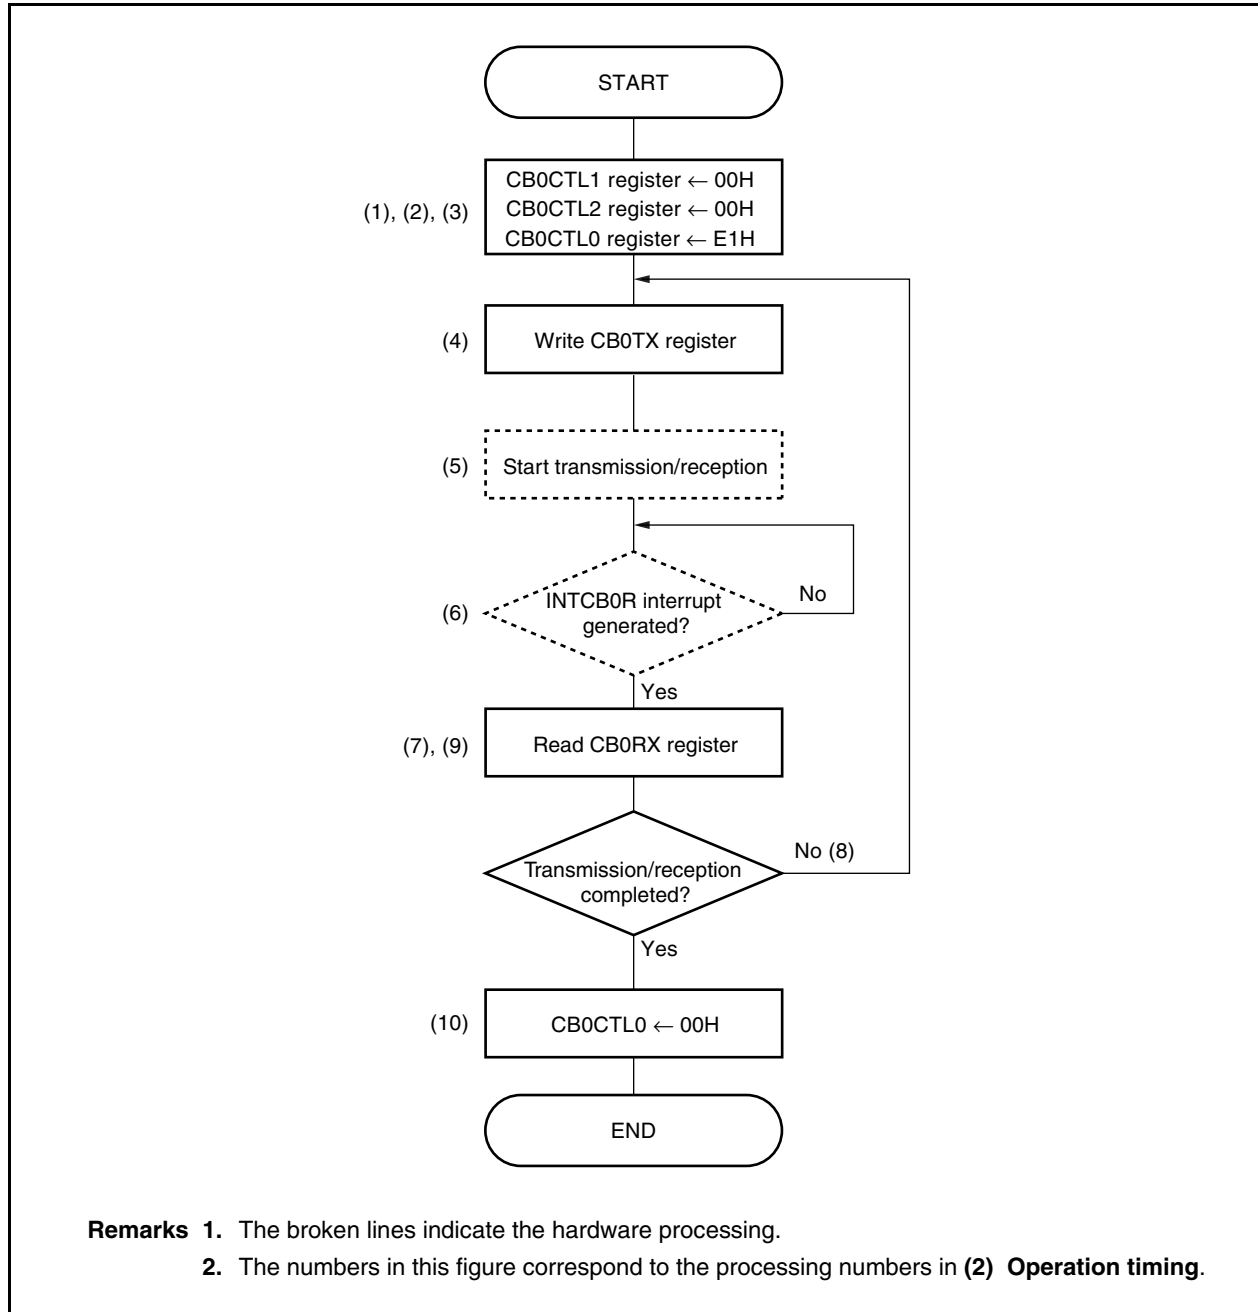 START
(1), (2), (3)
CB0CTL1 register ← 00H
CB0CTL2 register ← 00H
CB0CTL0 register ← E1H
(4)
Write CB0TX register
(5)
Start transmission/reception
(6)
INTCB0R interrupt
generated?
No
Yes
(7), (9)
Read CB0RX register
Transmission/reception
completed?
No (8)
Yes
(10)
CB0CTL0 ← 00H
END
Remarks 1. The broken lines indicate the hardware processing.
2. The numbers in this figure correspond to the processing numbers in (2) Operation timing.